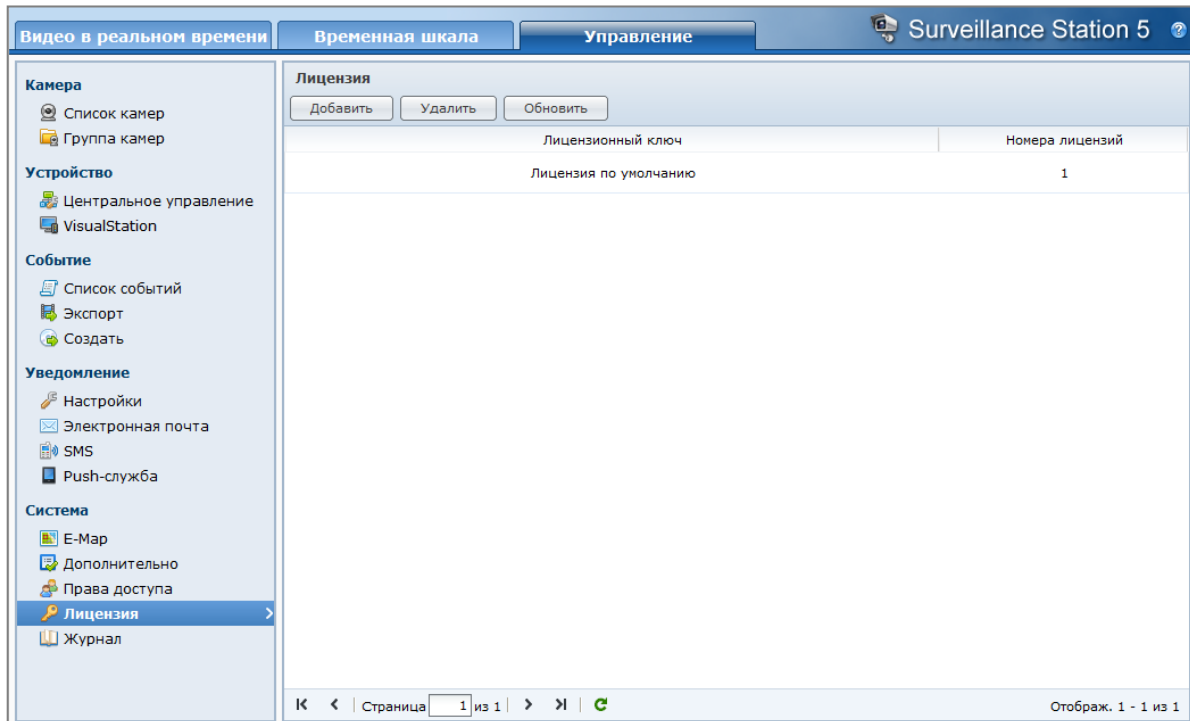 Видео в реальном времени Временная шкала Управление Surveillance Station 5 ?
Камера
Список камер
Группа камер
Устройство
Центральное управление
VisualStation
Событие
Список событий
Экспорт
Создать
Уведомление
Настройки
Электронная почта
SMS
Push-служба
Система
E-Map
Дополнительно
Права доступа
Лицензия
Журнал
Лицензия
Добавить Удалить Обновить
Лицензионный ключ Номера лицензий
Лицензия по умолчанию 1
Страница 1 из 1 Отображ. 1 - 1 из 1